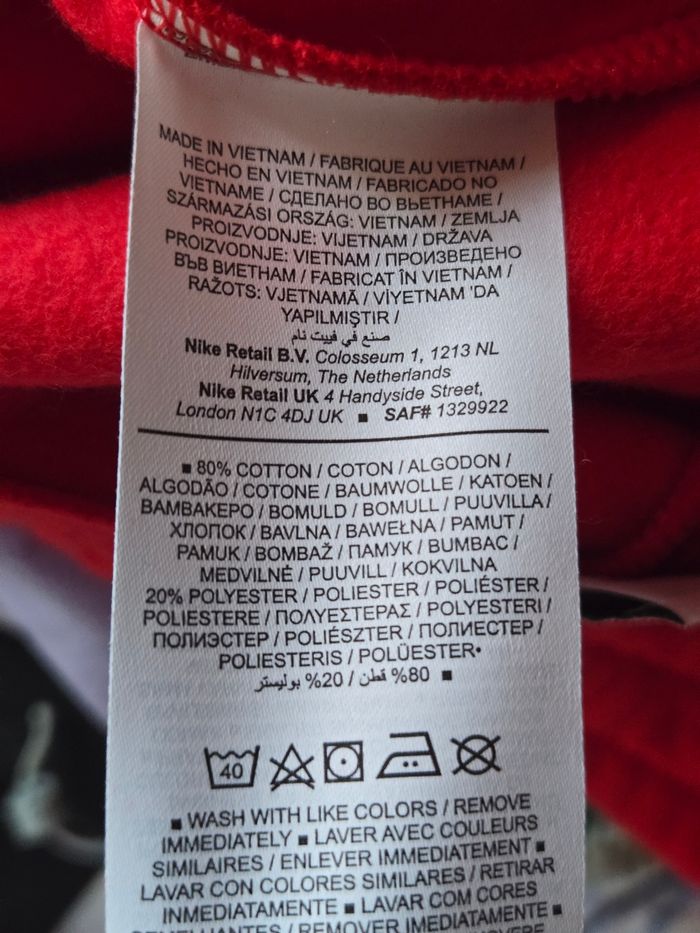 MADE IN VIETNAM / FABRIQUE AU VIETNAM /
HECHO EN VIETNAM / FABRICADO NO
VIETNAME / СДЕЛАНО ВО ВЬЕТНАМЕ /
SZÁRMAZÁSI ORSZÁG: VIETNAM / ZEMLJA
PROIZVODNJE: VIJETNAM / DRŽAVA
PROIZVODNJE: VIETNAM / ПРОИЗВЕДЕНО
ВЪВ ВИЕТНАМ / FABRICAT ÎN VIETNAM /
RAŽOTS: VJETNAMĀ / VİYETNAM 'DA
YAPILMIŞTIR /
صنع في فييت نام
Nike Retail B.V. Colosseum 1, 1213 NL
Hilversum, The Netherlands
Nike Retail UK 4 Handyside Street,
London N1C 4DJ UK ■ SAF# 1329922
■ 80% COTTON / COTON / ALGODON /
ALGODÃO / COTONE / BAUMWOLLE / KATOEN /
ΒΑΜΒΑΚΕΡΟ / BOMULD / BOMULL / PUUVILLA /
ХЛОПОК / BAVLNA / BAWEŁNA / PAMUT /
PAMUK / BOMBAŽ / ПАМУК / BUMBAC /
MEDVILNĖ / PUUVILL / KOKVILNA
20% POLYESTER / POLIESTER / POLIÉSTER /
POLIESTERE / ΠΟΛΥΕΣΤΕΡΑΣ / POLYESTERI /
ПОЛИЭСТЕР / POLIÉSZTER / ПОЛИЕСТЕР /
POLIESTERIS / POLÜESTER•
■ 80% قطن / 20% بوليستر
40
■ WASH WITH LIKE COLORS / REMOVE
IMMEDIATELY ■ LAVER AVEC COULEURS
SIMILAIRES / ENLEVER IMMEDIATEMENT ■
LAVAR CON COLORES SIMILARES / RETIRAR
INMEDIATAMENTE ■ LAVAR COM CORES
SIMILARES / REMOVER IMEDIATAMENTE ■